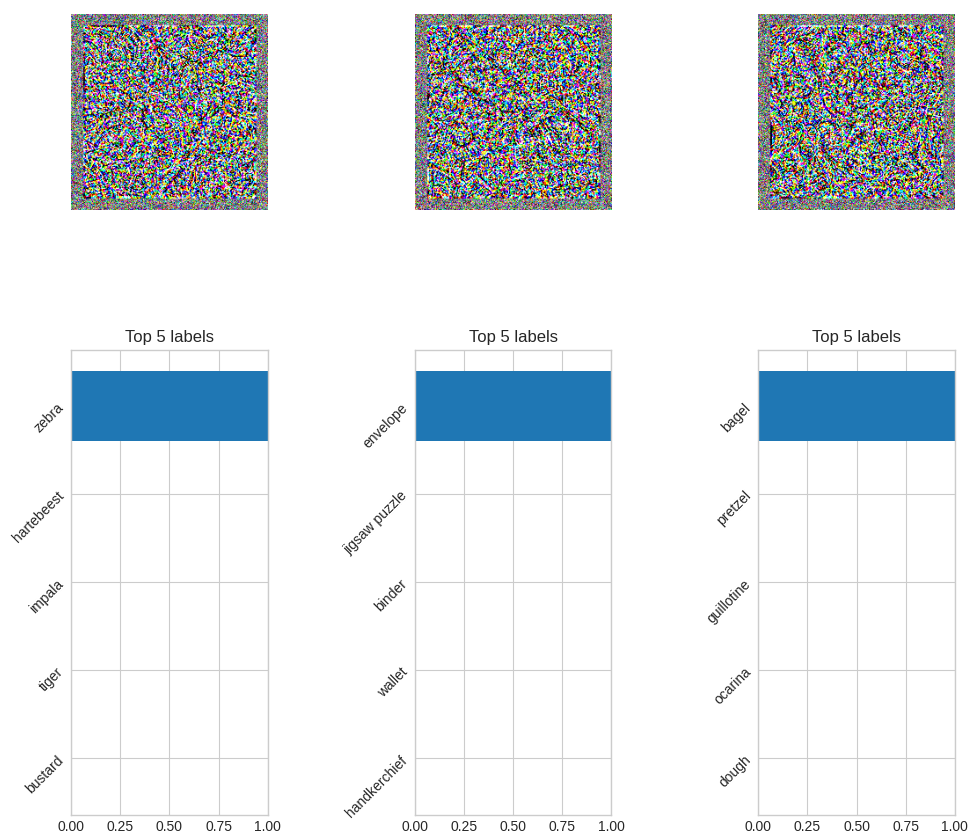 Top 5 labels
zebra
hartebeest
impala
tiger
bustard
0.00 0.25 0.50 0.75 1.00
Top 5 labels
envelope
jigsaw puzzle
binder
wallet
handkerchief
0.00 0.25 0.50 0.75 1.00
Top 5 labels
bagel
pretzel
guillotine
ocarina
dough
0.00 0.25 0.50 0.75 1.00